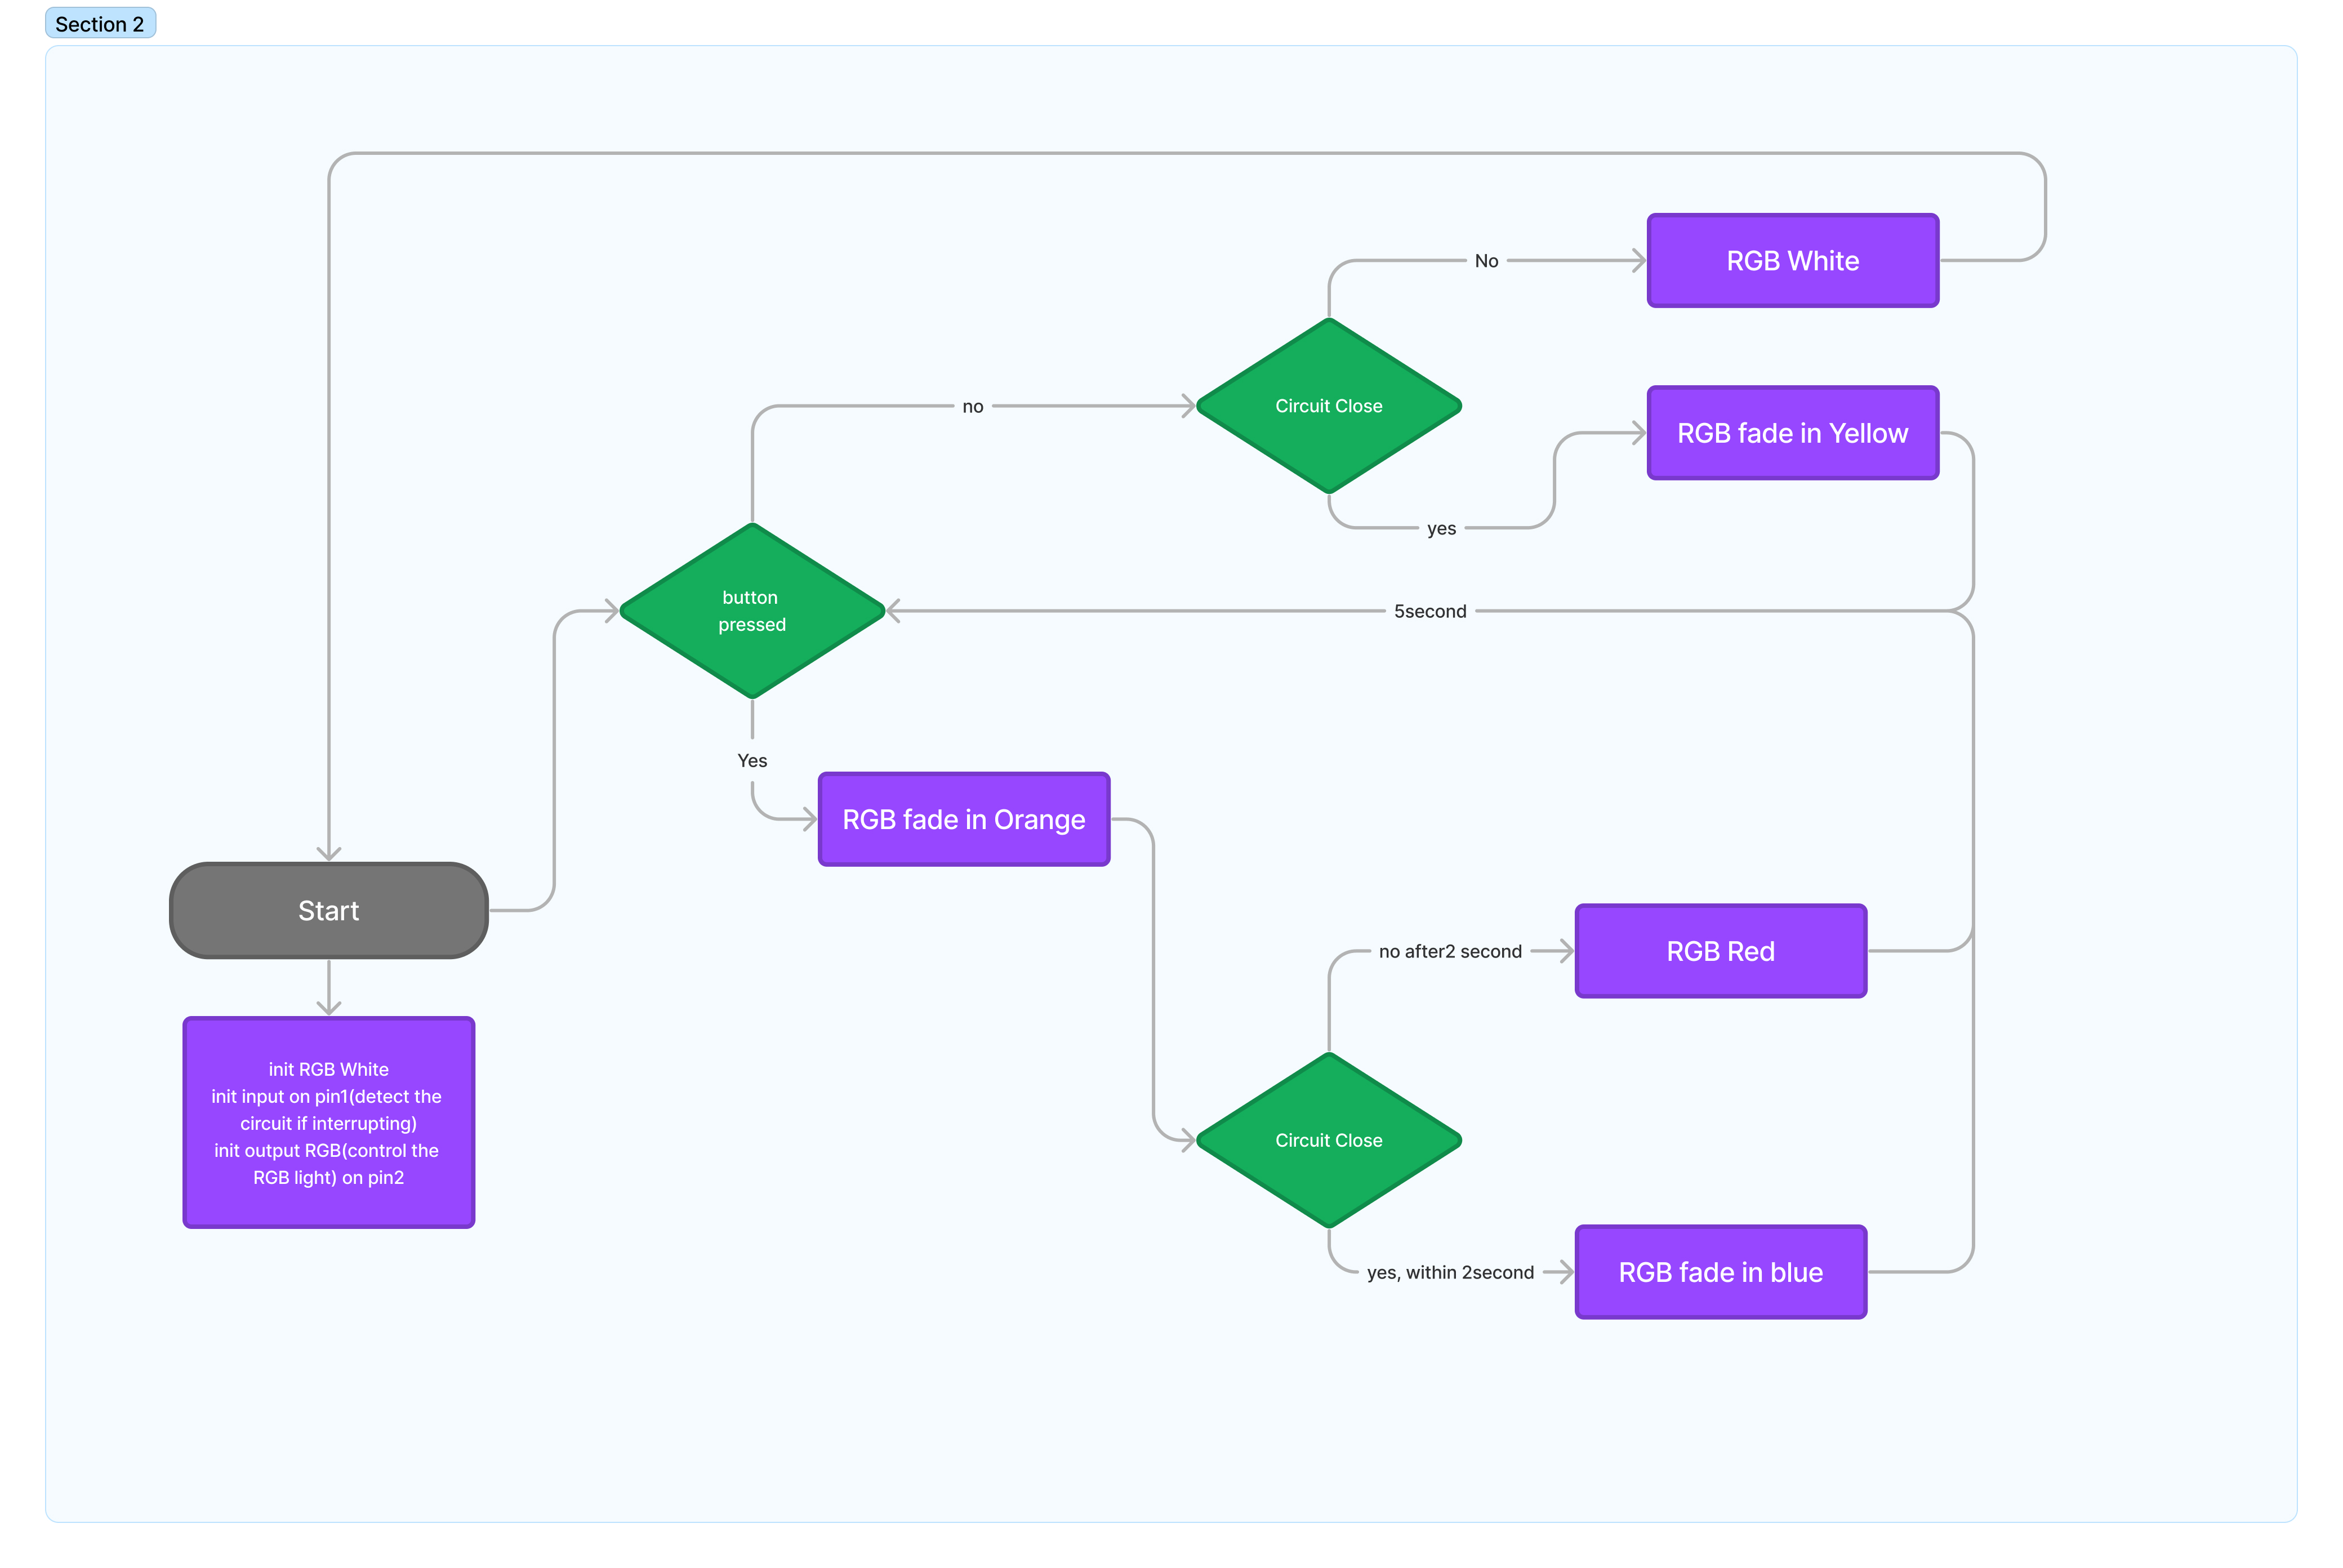 Section 2
No
RGB White
no
Circuit Close
RGB fade in Yellow
yes
button
pressed
5second
Yes
RGB fade in Orange
Start
no after2 second
RGB Red
init RGB White
init input on pin1(detect the
circuit if interrupting)
init output RGB(control the
RGB light) on pin2
Circuit Close
yes, within 2second
RGB fade in blue